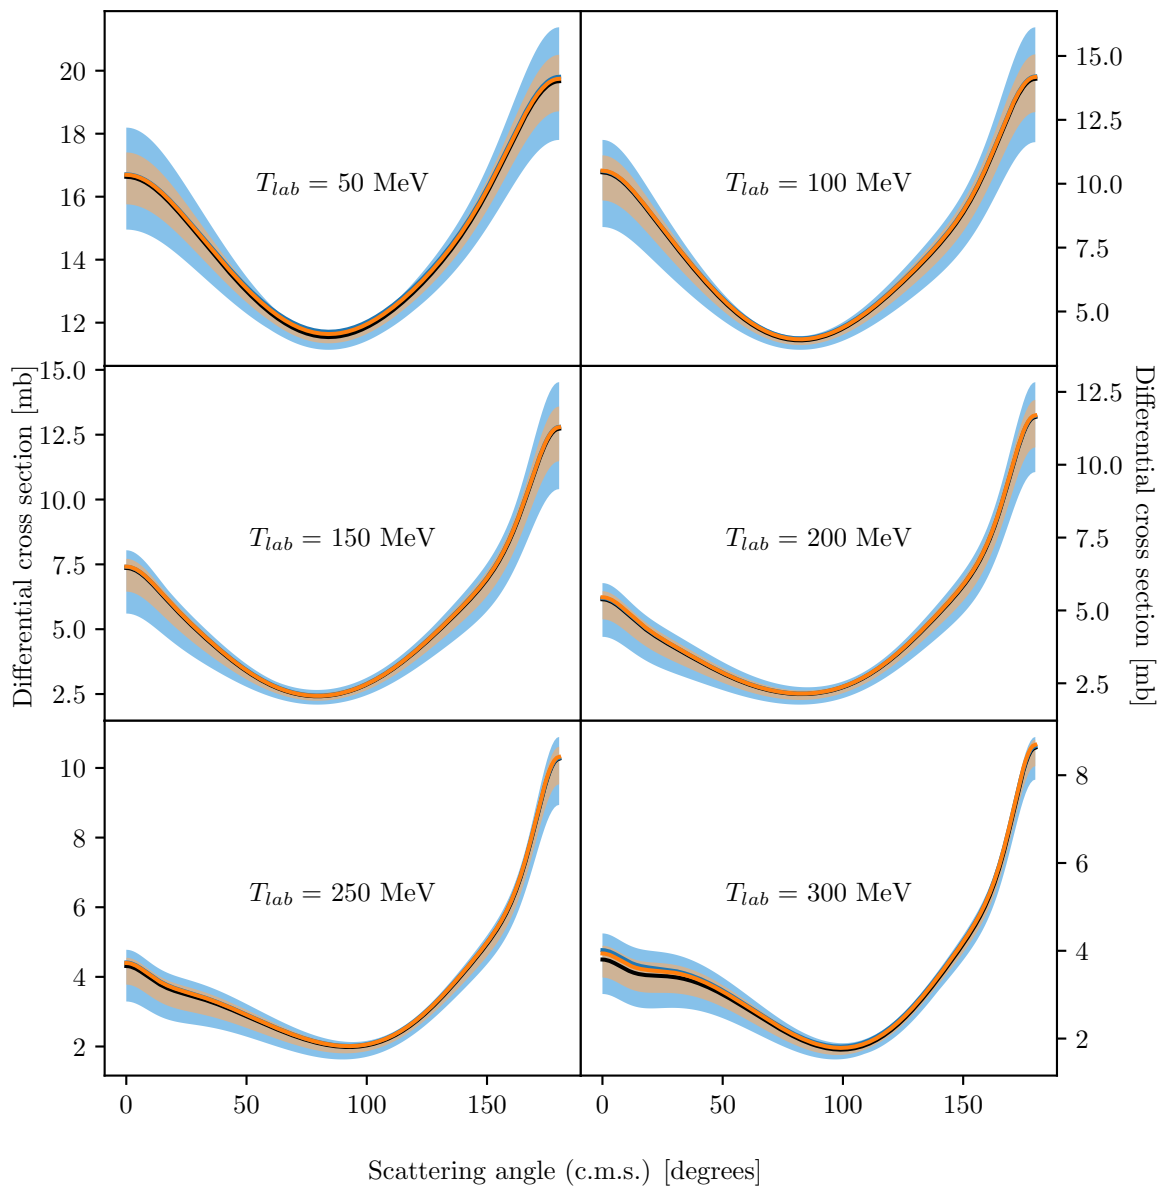 20
18
16
14
12
T_lab = 50 MeV
15.0
12.5
10.0
7.5
5.0
T_lab = 100 MeV
Differential cross section [mb]
15.0
12.5
10.0
7.5
5.0
2.5
T_lab = 150 MeV
12.5
10.0
7.5
5.0
2.5
T_lab = 200 MeV
Differential cross section [mb]
10
8
6
4
2
T_lab = 250 MeV
8
6
4
2
T_lab = 300 MeV
0 50 100 150
0 50 100 150
Scattering angle (c.m.s.) [degrees]